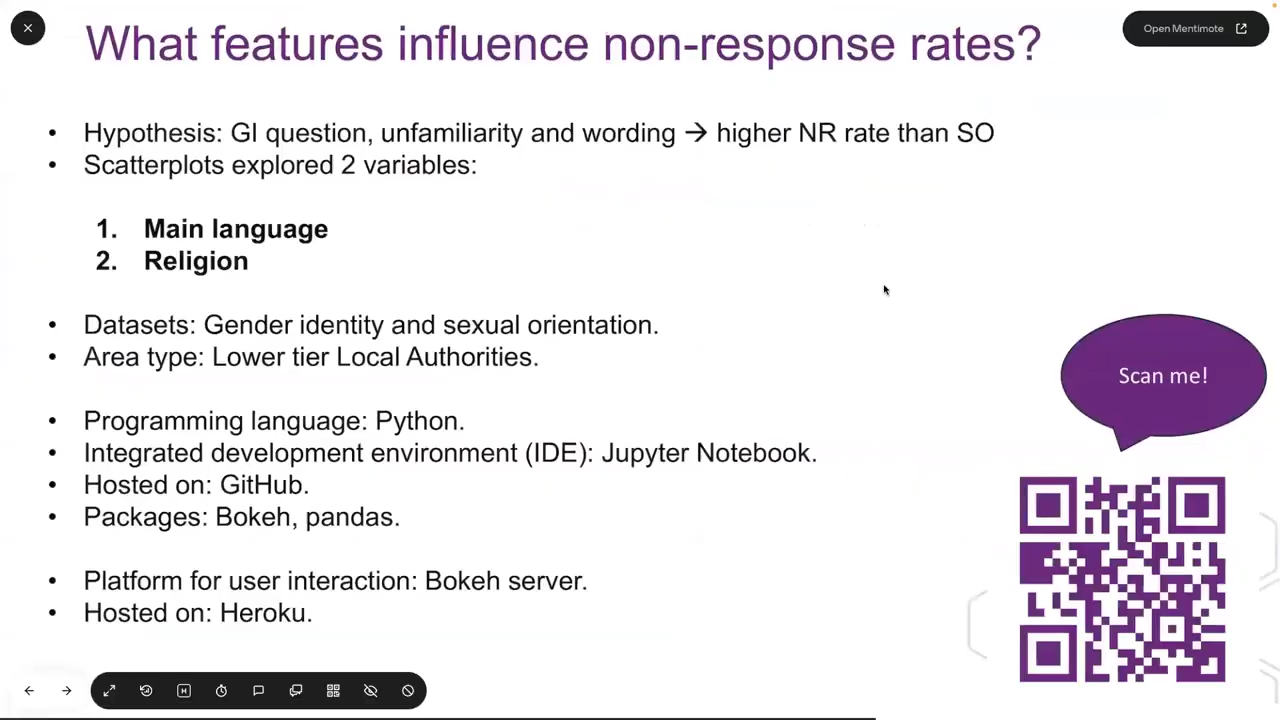 What features influence non-response rates?
Open Mentimote
• Hypothesis: GI question, unfamiliarity and wording → higher NR rate than SO
• Scatterplots explored 2 variables:
1. Main language
2. Religion
• Datasets: Gender identity and sexual orientation.
• Area type: Lower tier Local Authorities.
Scan me!
• Programming language: Python.
• Integrated development environment (IDE): Jupyter Notebook.
• Hosted on: GitHub.
• Packages: Bokeh, pandas.
• Platform for user interaction: Bokeh server.
• Hosted on: Heroku.